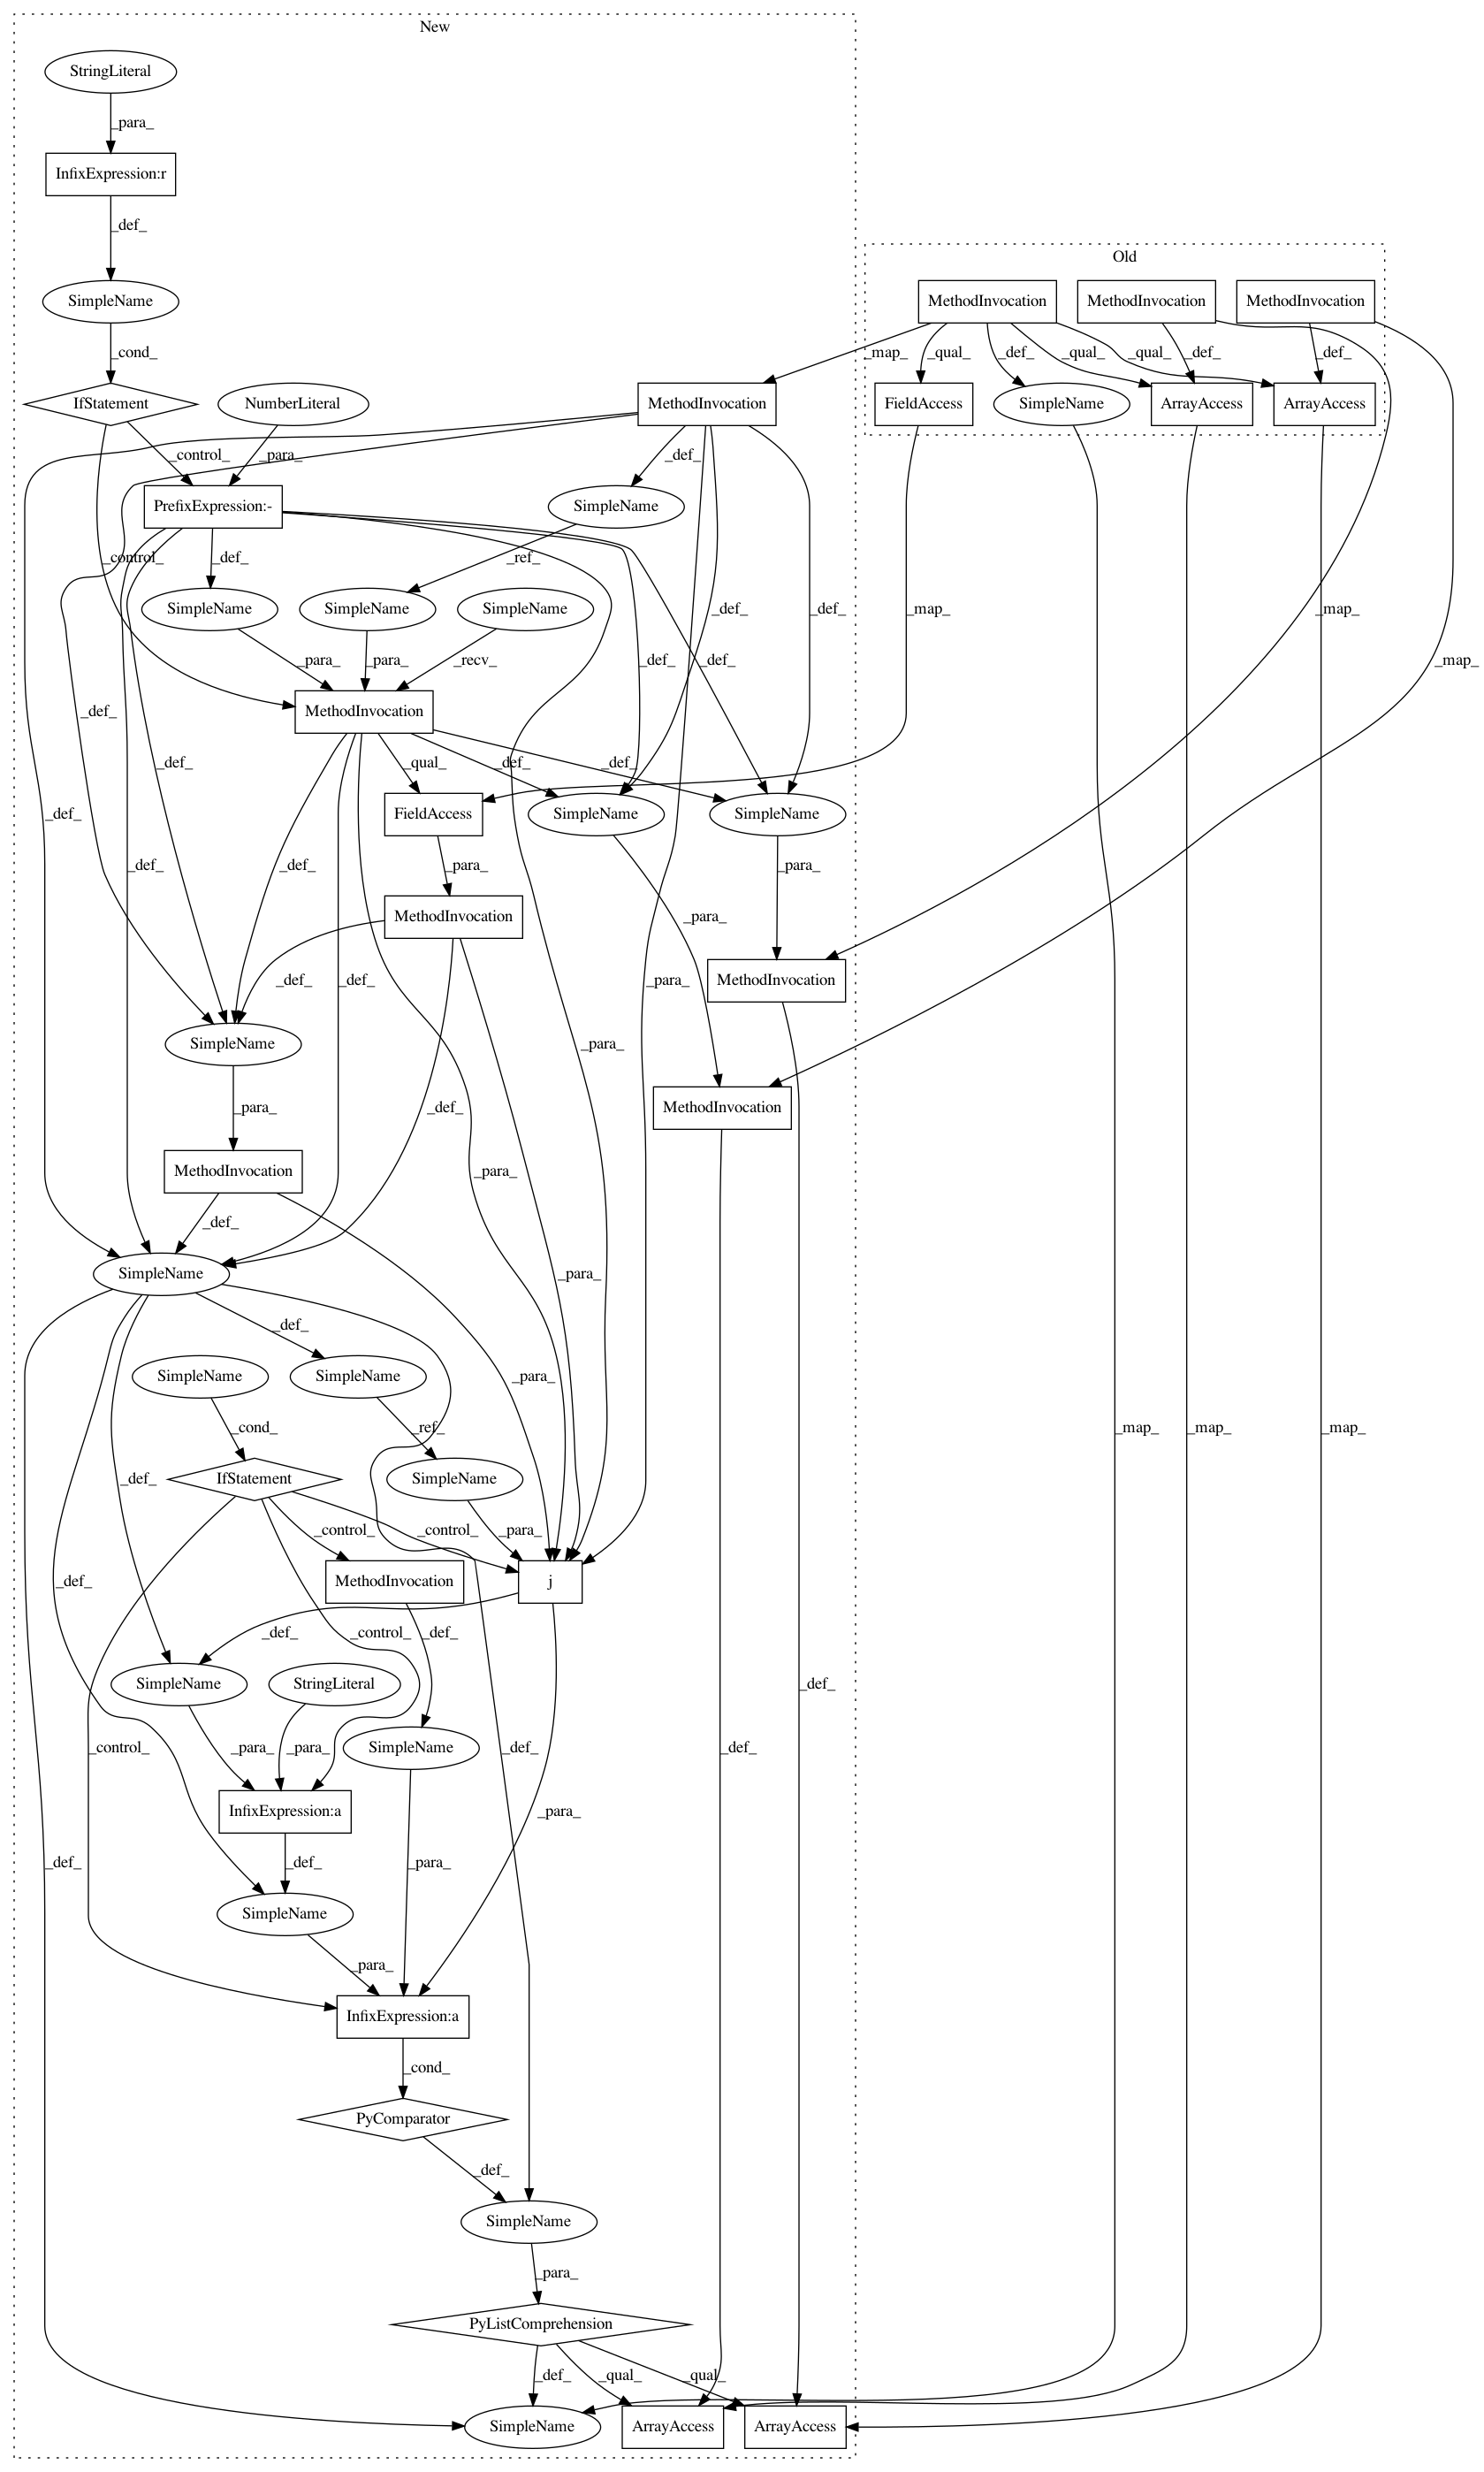 New
StringLiteral
_para_
InfixExpression:r
_def_
Old
SimpleName
MethodInvocation
MethodInvocation
MethodInvocation
_cond_
_map_
_qual_
_def_
_qual_
_def_
_qual_
_def_
IfStatement
NumberLiteral
MethodInvocation
FieldAccess
SimpleName
ArrayAccess
ArrayAccess
_control_
_para_
_def_
PrefixExpression:-
SimpleName
_control_
_def_
_ref_
SimpleName
SimpleName
SimpleName
_def_
_def_
_map_
_map_
_para_
_para_
_recv_
_def_
_def_
_map_
_def_
MethodInvocation
_def_
_qual_
_def_
_def_
_def_
FieldAccess
SimpleName
SimpleName
_def_
_def_
_para_
_para_
MethodInvocation
_para_
_def_
_def_
_para_
MethodInvocation
SimpleName
_para_
_para_
_def_
MethodInvocation
MethodInvocation
_para_
_def_
SimpleName
_para_
_def_
SimpleName
SimpleName
_para_
_cond_
_ref_
_map_
_map_
_map_
_def_
IfStatement
SimpleName
_control_
_control_
_para_
_def_
MethodInvocation
j
_def_
_control_
_def_
SimpleName
StringLiteral
_def_
_control_
_para_
_para_
SimpleName
_def_
_def_
InfixExpression:a
_para_
_def_
_def_
_para_
SimpleName
_para_
InfixExpression:a
_cond_
PyComparator
_def_
SimpleName
_para_
PyListComprehension
_def_
_qual_
_qual_
SimpleName
ArrayAccess
ArrayAccess